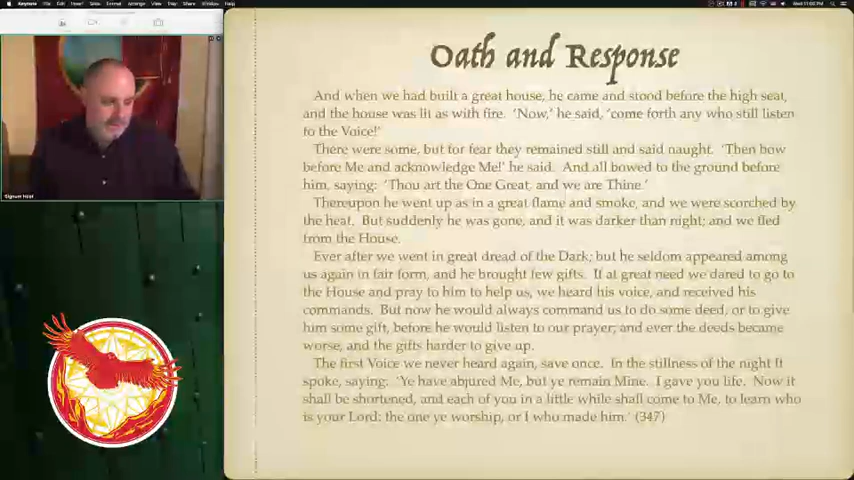 Keynote File Edit Insert Slide Format Arrange View Play Share Window Help
Oath and Response
And when we had built a great house, he came and stood before the high seat,
and the house was lit as with fire. 'Now,' he said, 'come forth any who still listen
to the Voice!'
There were some, but for fear they remained still and said naught. 'Then bow
before Me and acknowledge Me!' he said. And all bowed to the ground before
him, saying: 'Thou art the One Great, and we are Thine.'
Thereupon he went up as in a great flame and smoke, and we were scorched by
the heat. But suddenly he was gone, and it was darker than night; and we fled
from the House.
Ever after we went in great dread of the Dark; but he seldom appeared among
us again in fair form, and he brought few gifts. If at great need we dared to go to
the House and pray to him to help us, we heard his voice, and received his
commands. But now he would always command us to do some deed, or to give
him some gift, before he would listen to our prayer; and ever the deeds became
worse, and the gifts harder to give up.
The first Voice we never heard again, save once. In the stillness of the night It
spoke, saying: 'Ye have abjured Me, but ye remain Mine. I gave you life. Now it
shall be shortened, and each of you in a little while shall come to Me, to learn who
is your Lord: the one ye worship, or I who made him.' (347)